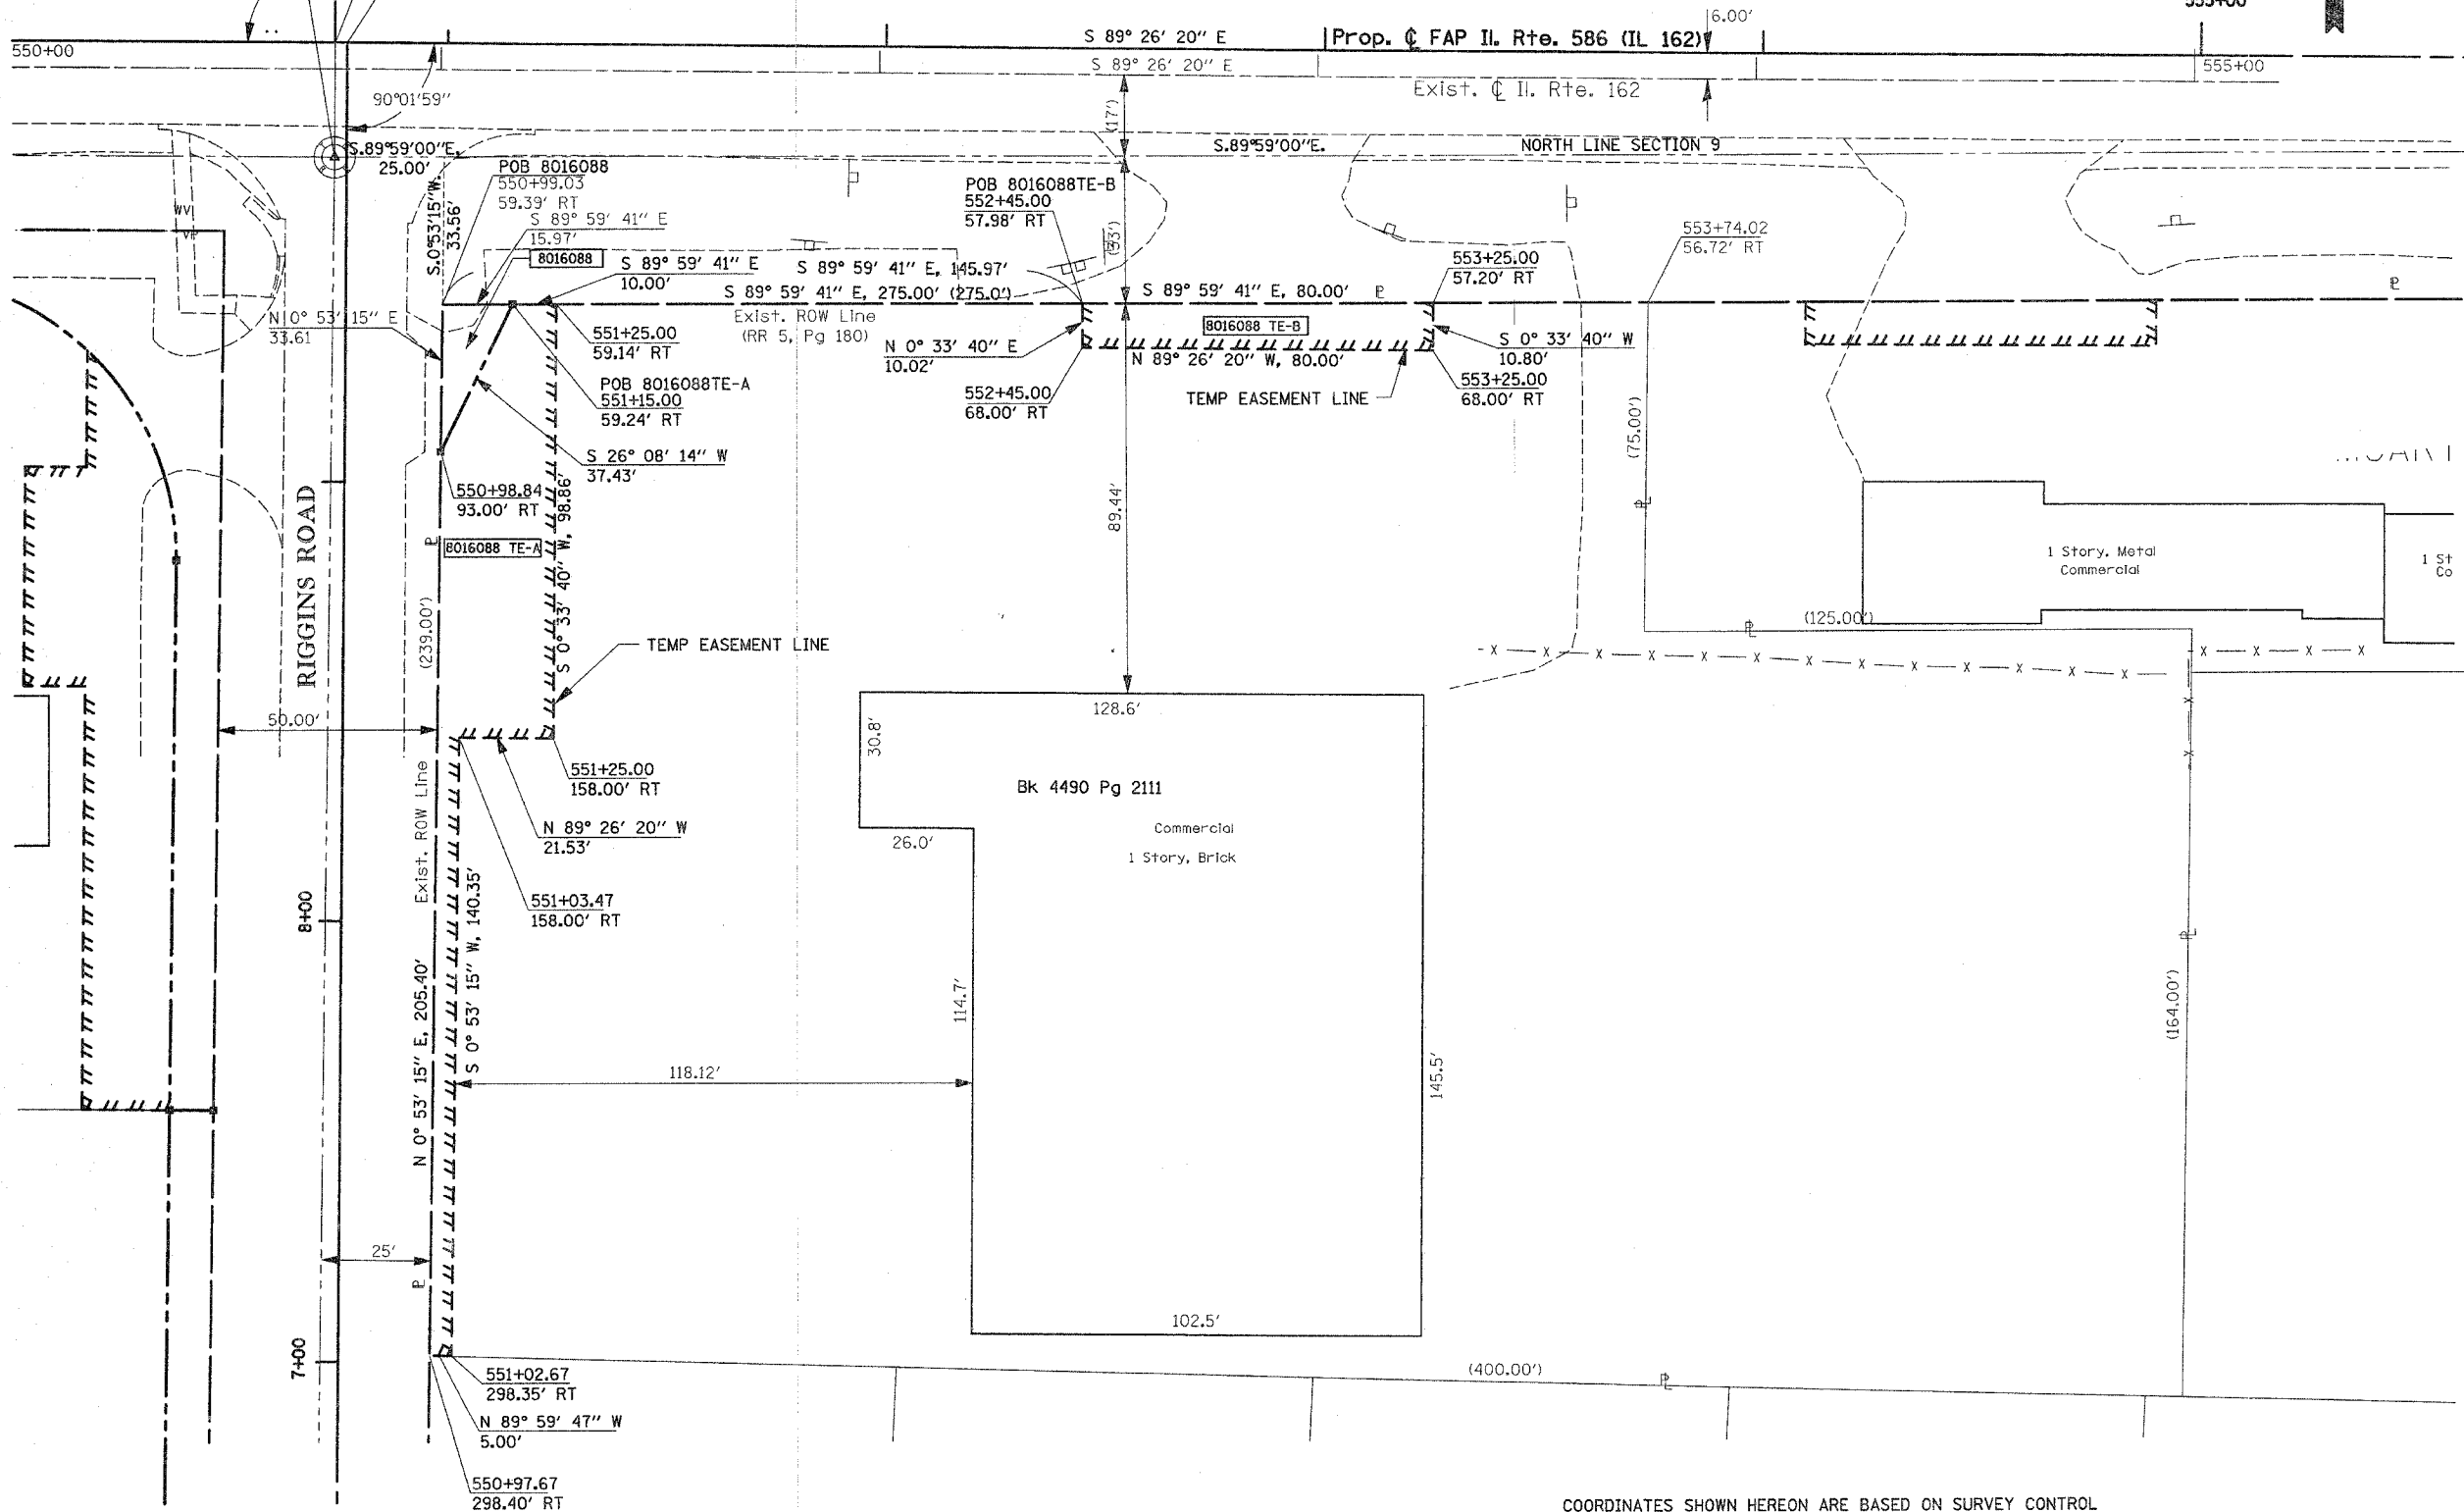 550+00
S 89° 26' 20" E
Prop. ℄ FAP Il. Rte. 586 (IL 162)
6.00'
555+00
S 89° 26' 20" E
Exist. ℄ Il. Rte. 162
555+00
90°01'59"
(17')
S.89°59'00"E.
25.00'
S.89°59'00"E.
NORTH LINE SECTION 9
POB 8016088
550+99.03
59.39' RT
S.0°53'15"W.
33.56'
S 89° 59' 41" E
15.97'
8016088
WV
VP
POB 8016088TE-B
552+45.00
57.98' RT
(33')
553+74.02
56.72' RT
S 89° 59' 41" E
10.00'
S 89° 59' 41" E, 145.97'
S 89° 59' 41" E, 275.00' (275.0')
S 89° 59' 41" E, 80.00'
℄
553+25.00
57.20' RT
Exist. ROW Line
(RR 5, Pg 180)
N 0° 53' 15" E
33.61
551+25.00
59.14' RT
N 0° 33' 40" E
10.02'
8016088 TE-B
N 89° 26' 20" W, 80.00'
S 0° 33' 40" W
10.80'
POB 8016088TE-A
551+15.00
59.24' RT
552+45.00
68.00' RT
TEMP EASEMENT LINE
553+25.00
68.00' RT
(75.00')
S 26° 08' 14" W
37.43'
550+98.84
93.00' RT
89.44'
8016088 TE-A
S 0° 33' 40" W, 98.86'
RIGGINS ROAD
(239.00')
1 Story, Metal
Commercial
1 St
Co
(125.00')
TEMP EASEMENT LINE
X X X X X X X X X X X X X
X X X X
50.00'
128.6'
30.8'
551+25.00
158.00' RT
Bk 4490 Pg 2111
N 89° 26' 20" W
21.53'
26.0'
Commercial
1 Story, Brick
Exist. ROW Line
551+03.47
158.00' RT
8+00
S 0° 53' 15" W, 140.35'
N 0° 53' 15" E, 205.40'
114.7'
(164.00')
118.12'
145.5'
25'
102.5'
7+00
551+02.67
298.35' RT
(400.00')
N 89° 59' 47" W
5.00'
550+97.67
298.40' RT
COORDINATES SHOWN HEREON ARE BASED ON SURVEY CONTROL